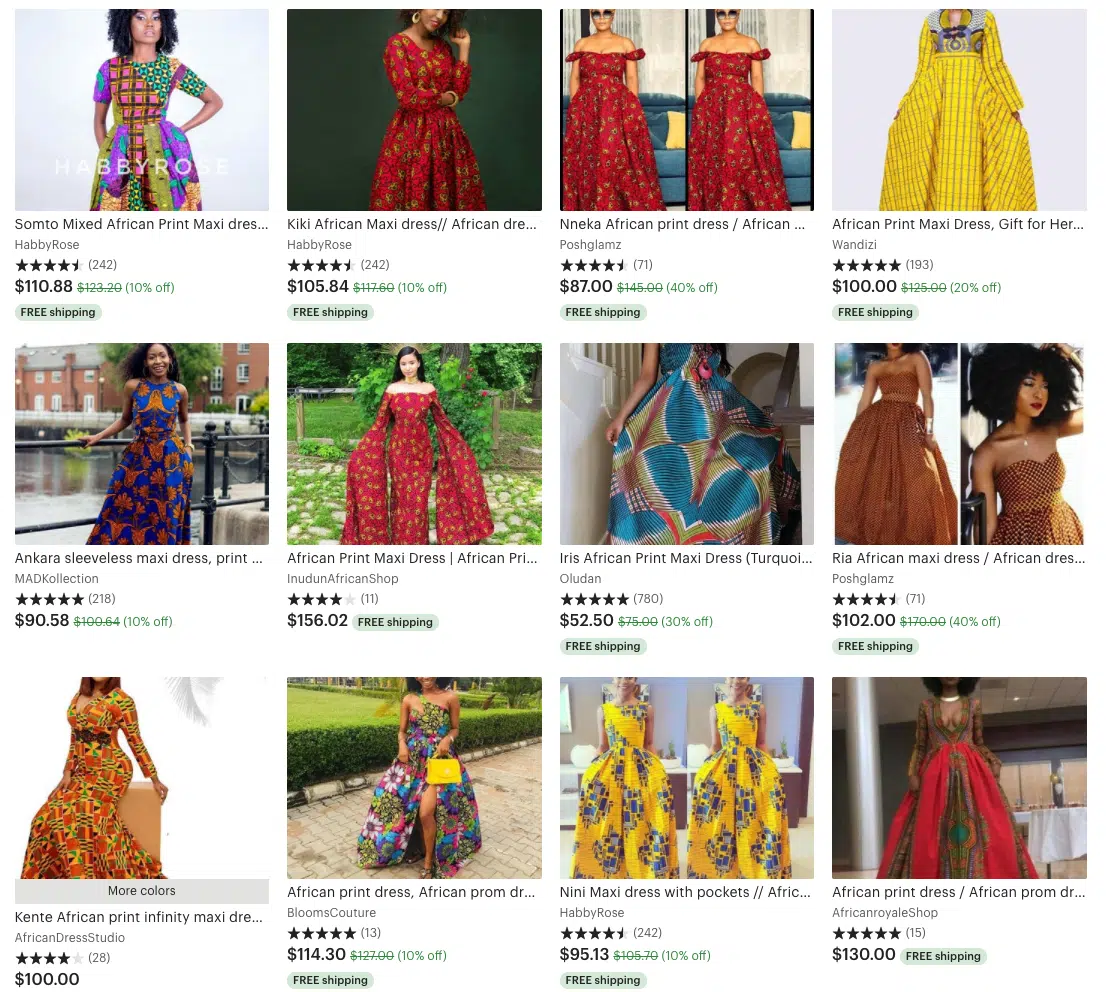 HABBYROSE
Somto Mixed African Print Maxi dres...
HabbyRose
(242)
$110.88 $123.20 (10% off)
FREE shipping
Kiki African Maxi dress// African dre...
HabbyRose
(242)
$105.84 $117.60 (10% off)
FREE shipping
Nneka African print dress / African ...
Poshglamz
(71)
$87.00 $145.00 (40% off)
FREE shipping
African Print Maxi Dress, Gift for Her...
Wandizi
(193)
$100.00 $125.00 (20% off)
FREE shipping
Ankara sleeveless maxi dress, print ...
MADKollection
(218)
$90.58 $100.64 (10% off)
African Print Maxi Dress | African Pri...
InudunAfricanShop
(11)
$156.02 FREE shipping
Iris African Print Maxi Dress (Turquoi...
Oludan
(780)
$52.50 $75.00 (30% off)
FREE shipping
Ria African maxi dress / African dres...
Poshglamz
(71)
$102.00 $170.00 (40% off)
FREE shipping
More colors
Kente African print infinity maxi dre...
AfricanDressStudio
(28)
$100.00
African print dress, African prom dr...
BloomsCouture
(13)
$114.30 $127.00 (10% off)
FREE shipping
Nini Maxi dress with pockets // Afric...
HabbyRose
(242)
$95.13 $105.70 (10% off)
FREE shipping
African print dress / African prom dr...
AfricanroyaleShop
(15)
$130.00 FREE shipping